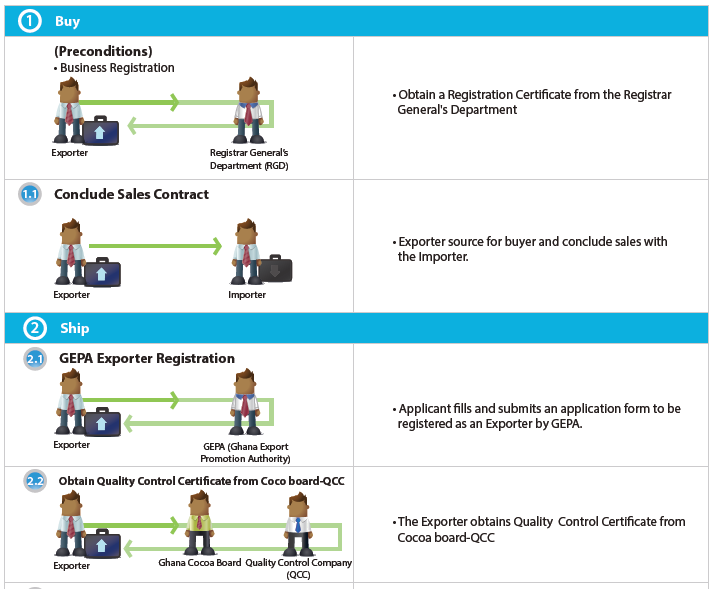 1 Buy
(Preconditions)
• Business Registration
Exporter
Registrar General's
Department (RGD)
• Obtain a Registration Certificate from the Registrar
General's Department
1.1 Conclude Sales Contract
Exporter
Importer
• Exporter source for buyer and conclude sales with
the Importer.
2 Ship
2.1 GEPA Exporter Registration
Exporter
GEPA (Ghana Export
Promotion Authority)
• Applicant fills and submits an application form to be
registered as an Exporter by GEPA.
2.2 Obtain Quality Control Certificate from Coco board-QCC
Exporter
Ghana Cocoa Board
Quality Control Company
(QCC)
• The Exporter obtains Quality Control Certificate from
Cocoa board-QCC